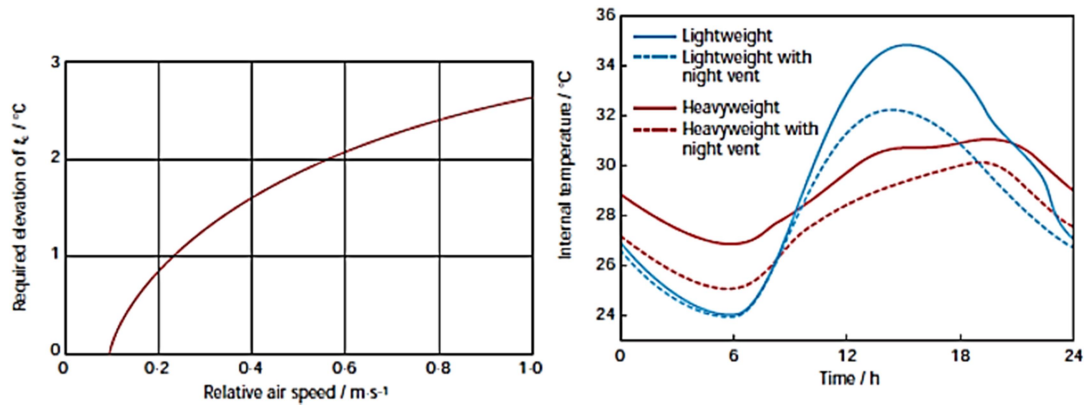 Required elevation of tc / °C
3
2
1
0
0
0·2
0·4
0·6
0·8
1·0
Relative air speed / m·s-1
Internal temperature / °C
36
34
32
30
28
26
24
Lightweight
Lightweight with
night vent
Heavyweight
Heavyweight with
night vent
0
6
12
18
24
Time / h